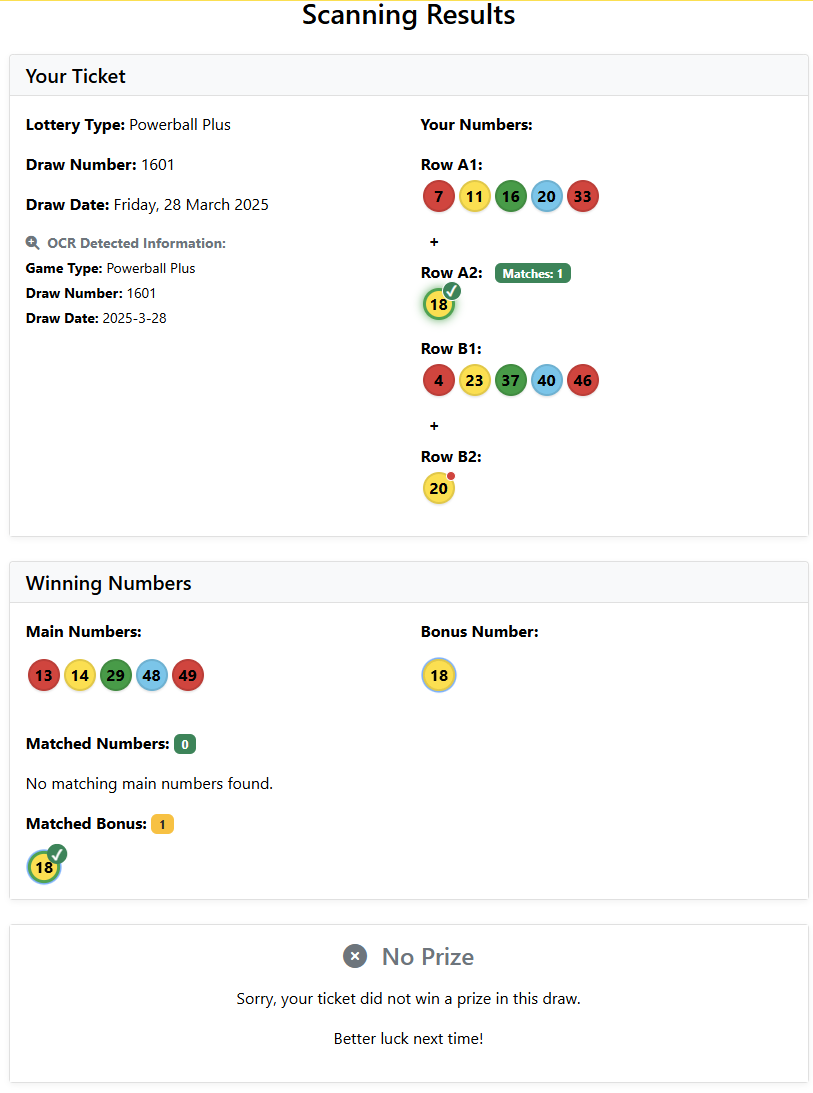 Scanning Results
Your Ticket
Lottery Type: Powerball Plus
Draw Number: 1601
Draw Date: Friday, 28 March 2025
OCR Detected Information:
Game Type: Powerball Plus
Draw Number: 1601
Draw Date: 2025-3-28
Your Numbers:
Row A1:
7 11 16 20 33
+
Row A2: Matches: 1
18
Row B1:
4 23 37 40 46
+
Row B2:
20
Winning Numbers
Main Numbers:
13 14 29 48 49
Bonus Number:
18
Matched Numbers: 0
No matching main numbers found.
Matched Bonus: 1
18
No Prize
Sorry, your ticket did not win a prize in this draw.
Better luck next time!